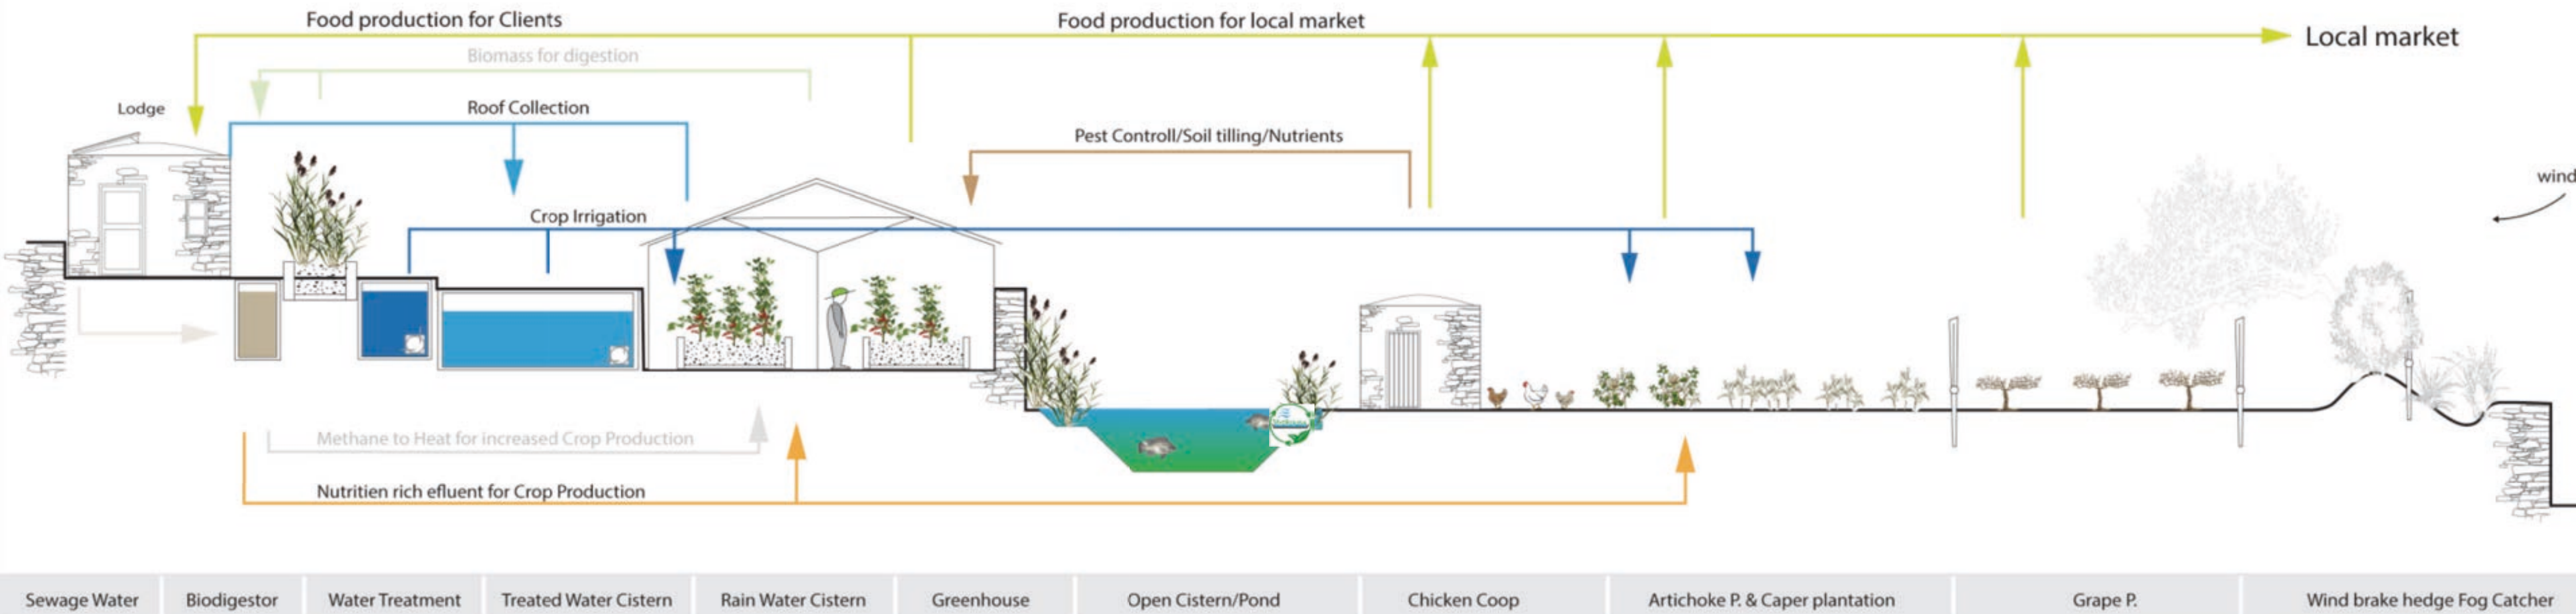 Food production for Clients
Food production for local market
Local market
Biomass for digestion
Lodge
Roof Collection
Pest Controll/Soil tilling/Nutrients
wind
Crop Irrigation
Methane to Heat for increased Crop Production
Nutritien rich efluent for Crop Production
Sewage Water
Biodigestor
Water Treatment
Treated Water Cistern
Rain Water Cistern
Greenhouse
Open Cistern/Pond
Chicken Coop
Artichoke P. & Caper plantation
Grape P.
Wind brake hedge Fog Catcher